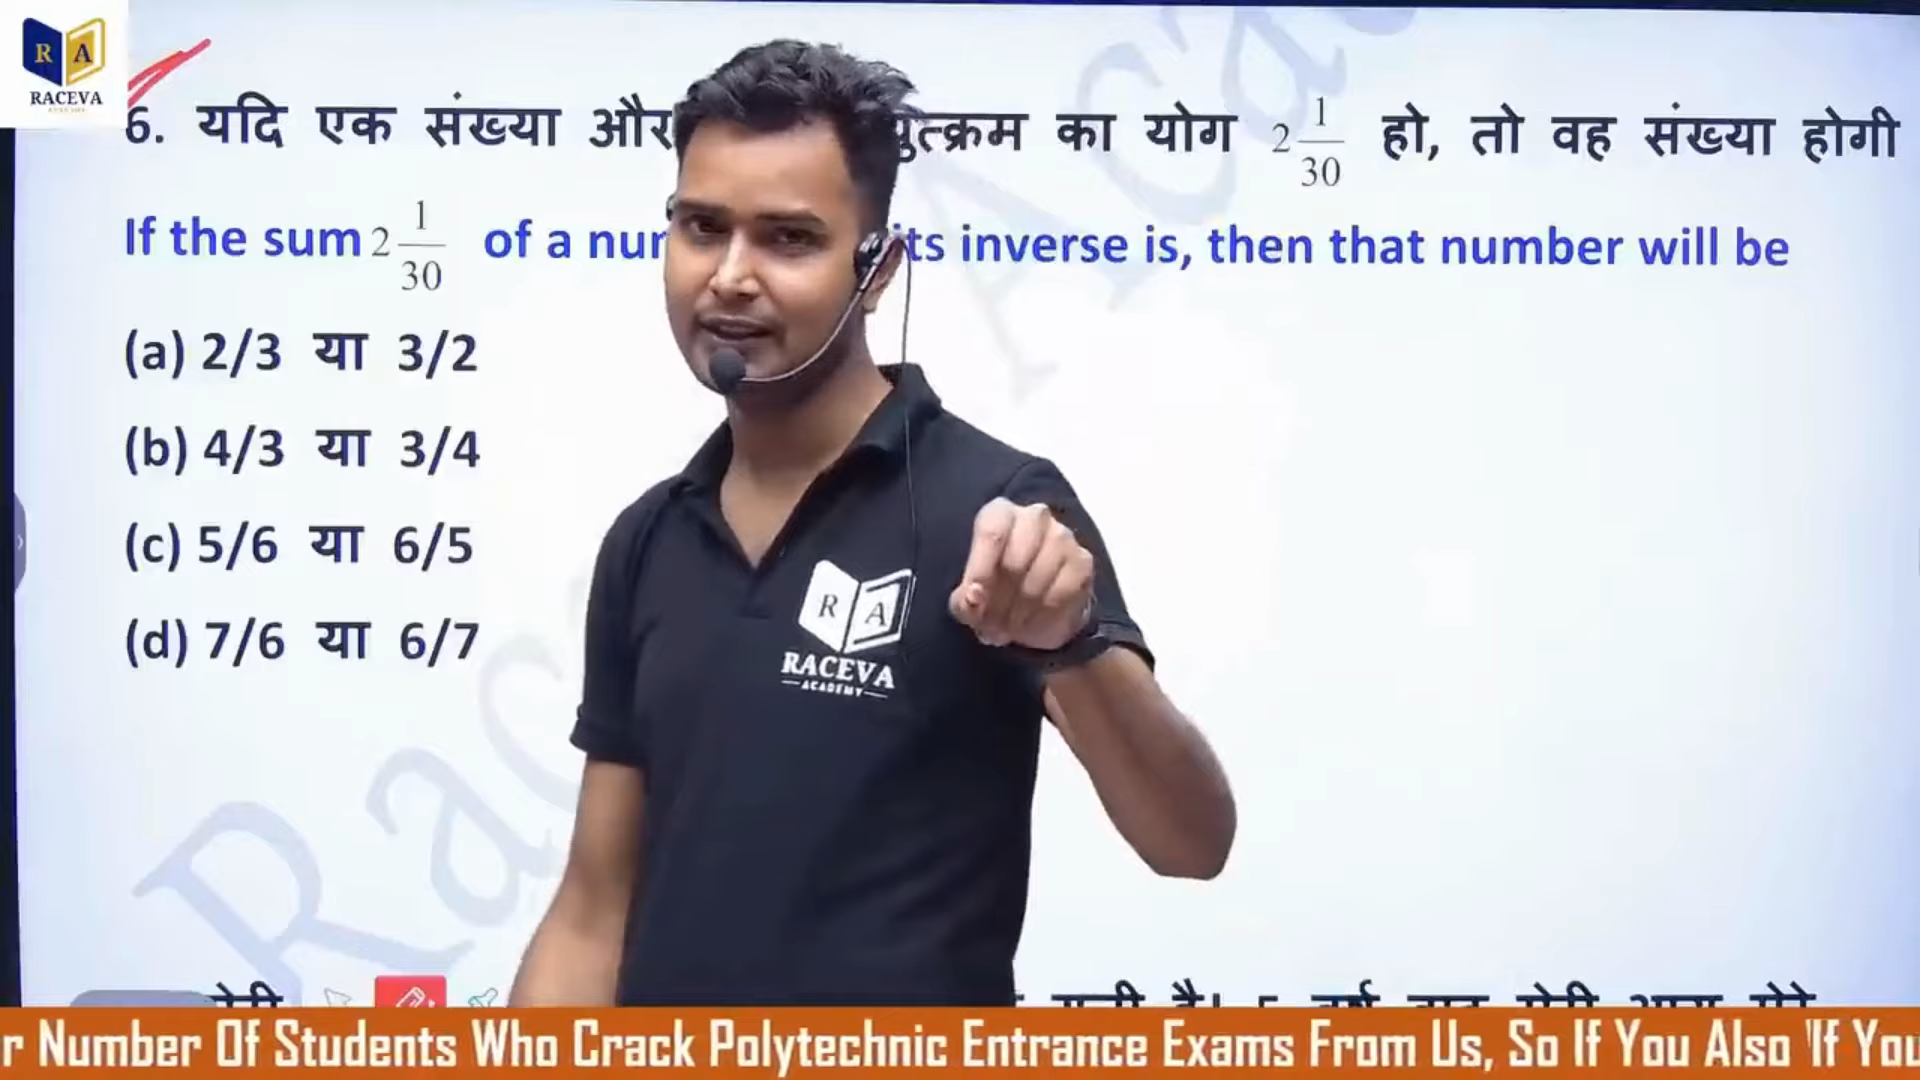 R A
RACEVA
6. यदि एक संख्या और व्युत्क्रम का योग 2 1/30 हो, तो वह संख्या होगी
If the sum 2 1/30 of a its inverse is, then that number will be
(a) 2/3 या 3/2
(b) 4/3 या 3/4
(c) 5/6 या 6/5
(d) 7/6 या 6/7
R A
RACEVA
ACADEMY
r Number Of Students Who Crack Polytechnic Entrance Exams From Us, So If You Also 'If You